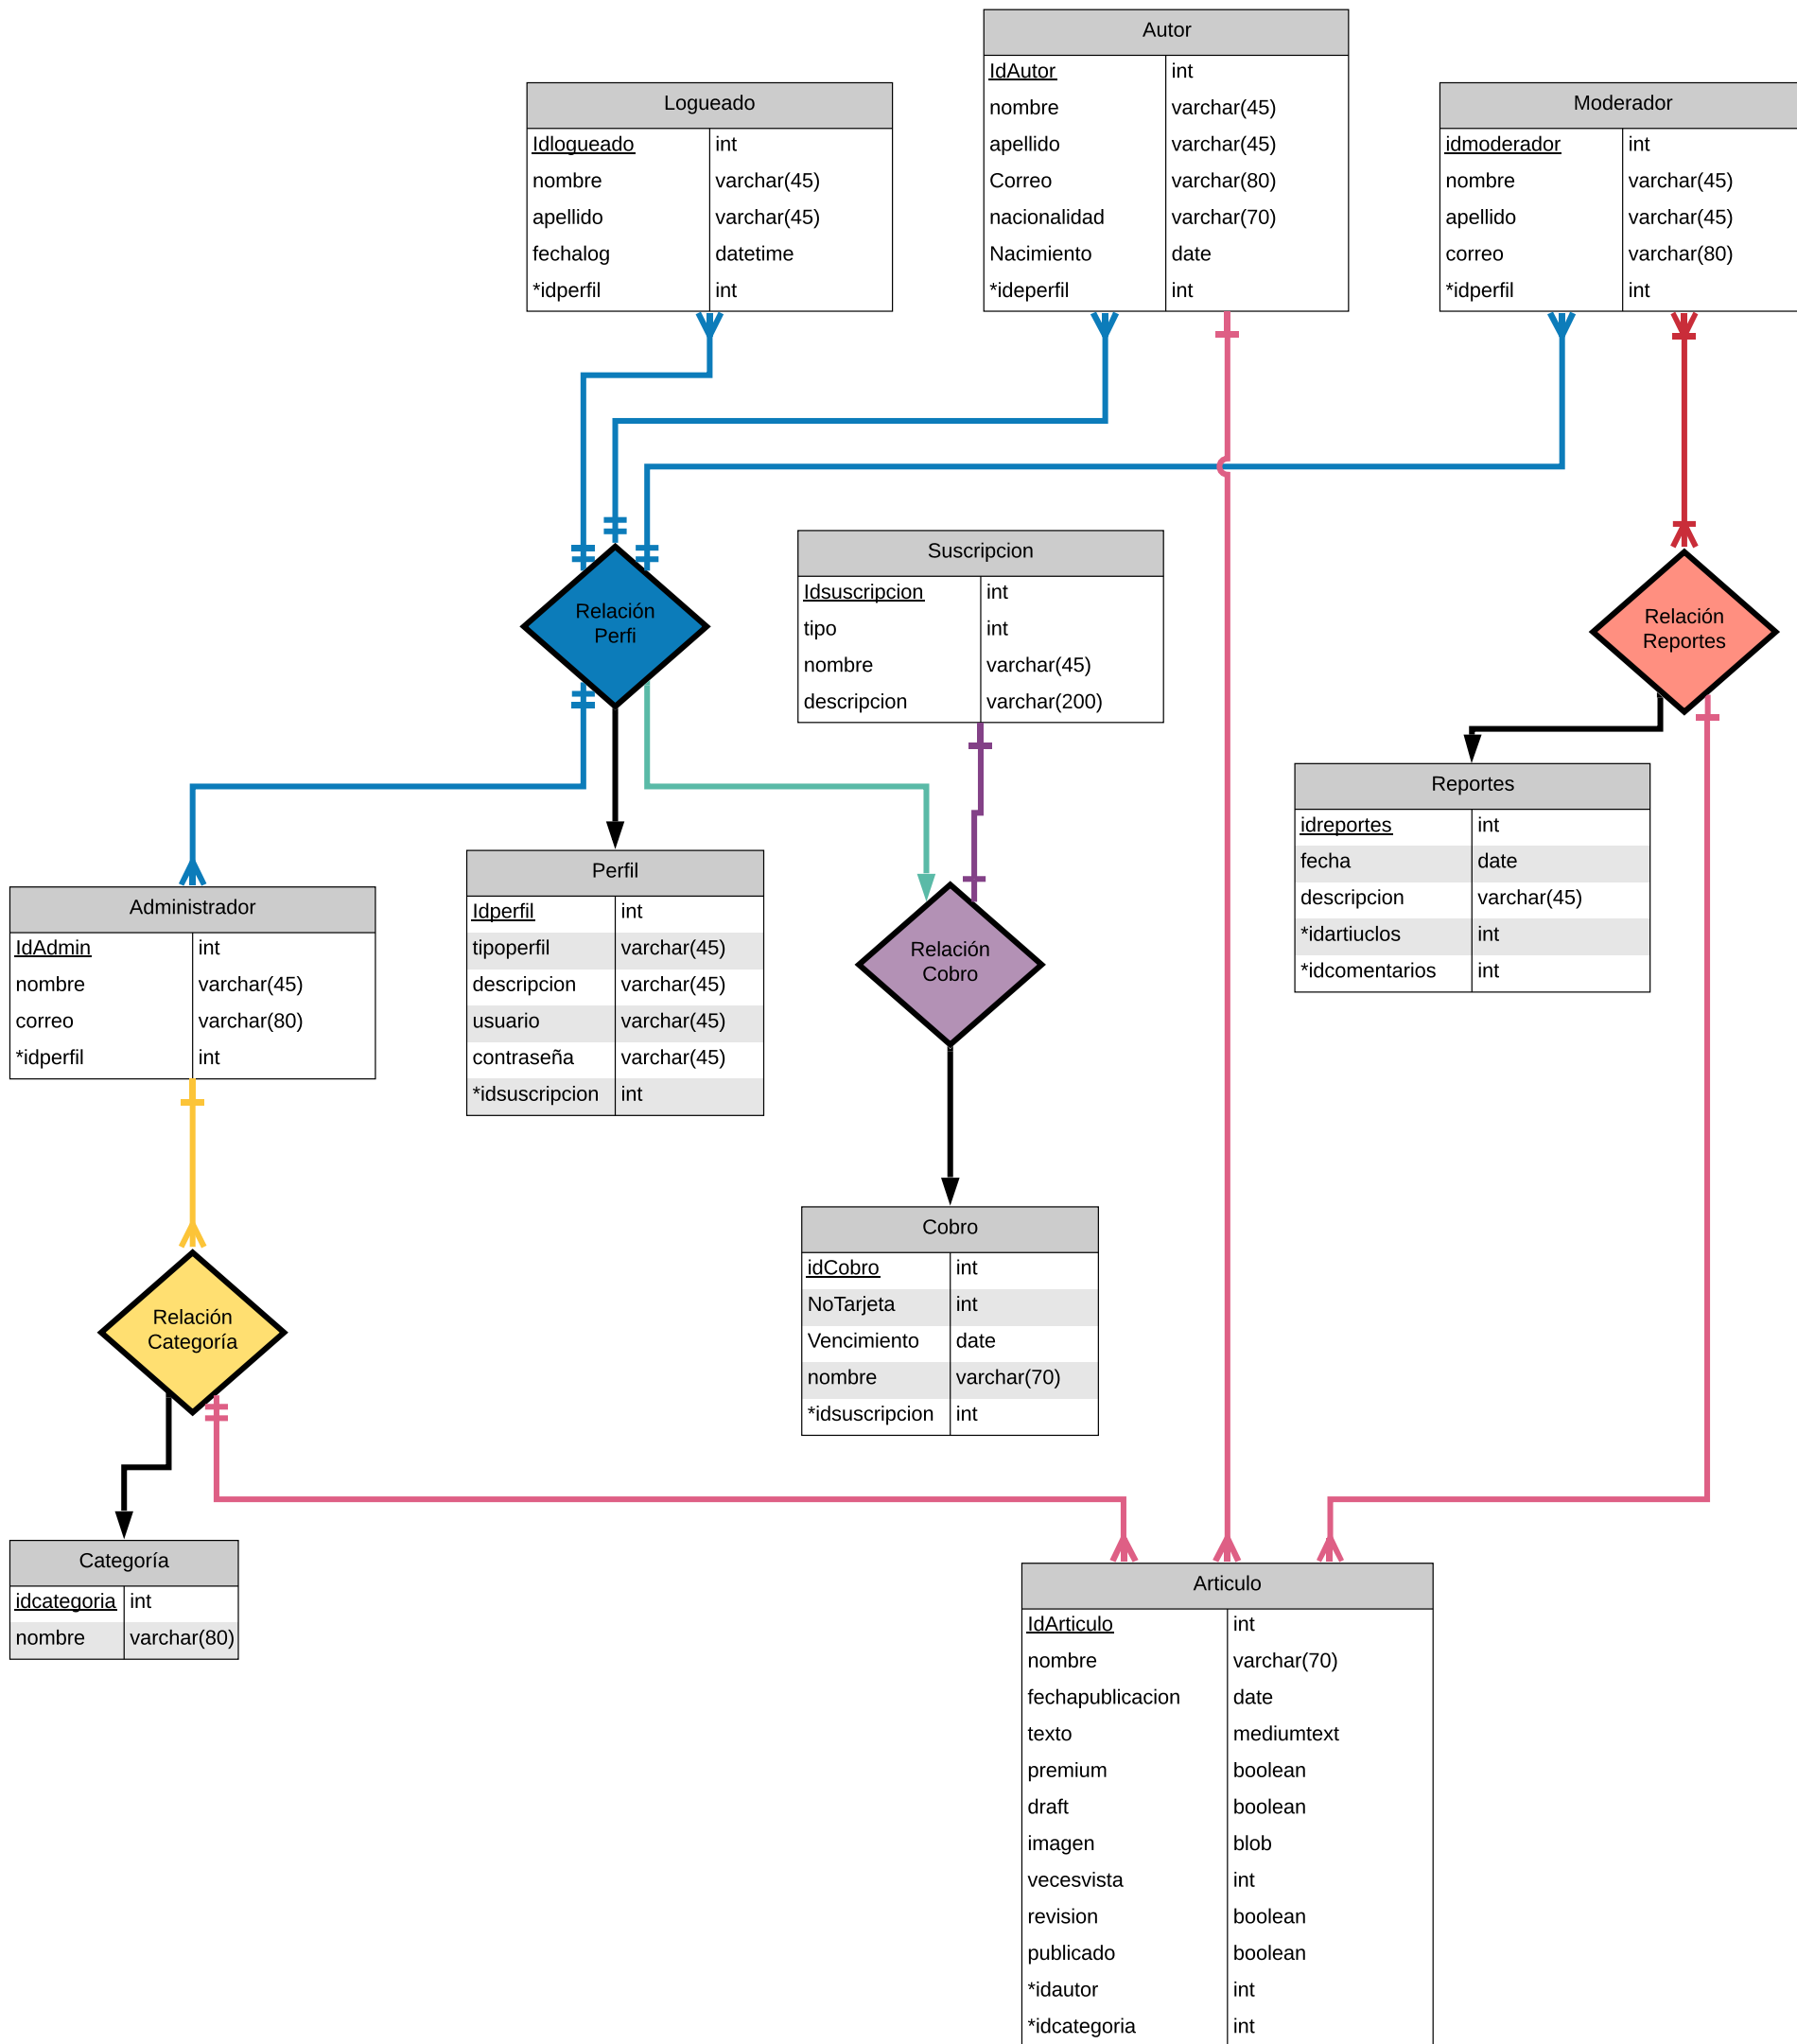 Autor
IdAutor int
nombre varchar(45)
apellido varchar(45)
Correo varchar(80)
nacionalidad varchar(70)
Nacimiento date
*ideperfil int
Logueado
Idlogueado int
nombre varchar(45)
apellido varchar(45)
fechalog datetime
*idperfil int
Moderador
idmoderador int
nombre varchar(45)
apellido varchar(45)
correo varchar(80)
*idperfil int
Relación
Perfi
Suscripcion
Idsuscripcion int
tipo int
nombre varchar(45)
descripcion varchar(200)
Relación
Reportes
Reportes
idreportes int
fecha date
descripcion varchar(45)
*idartiuclos int
*idcomentarios int
Perfil
Idperfil int
tipoperfil varchar(45)
descripcion varchar(45)
usuario varchar(45)
contraseña varchar(45)
*idsuscripcion int
Administrador
IdAdmin int
nombre varchar(45)
correo varchar(80)
*idperfil int
Relación
Cobro
Cobro
idCobro int
NoTarjeta int
Vencimiento date
nombre varchar(70)
*idsuscripcion int
Relación
Categoría
Categoría
idcategoria int
nombre varchar(80)
Articulo
IdArticulo int
nombre varchar(70)
fechapublicacion date
texto mediumtext
premium boolean
draft boolean
imagen blob
vecesvista int
revision boolean
publicado boolean
*idautor int
*idcategoria int